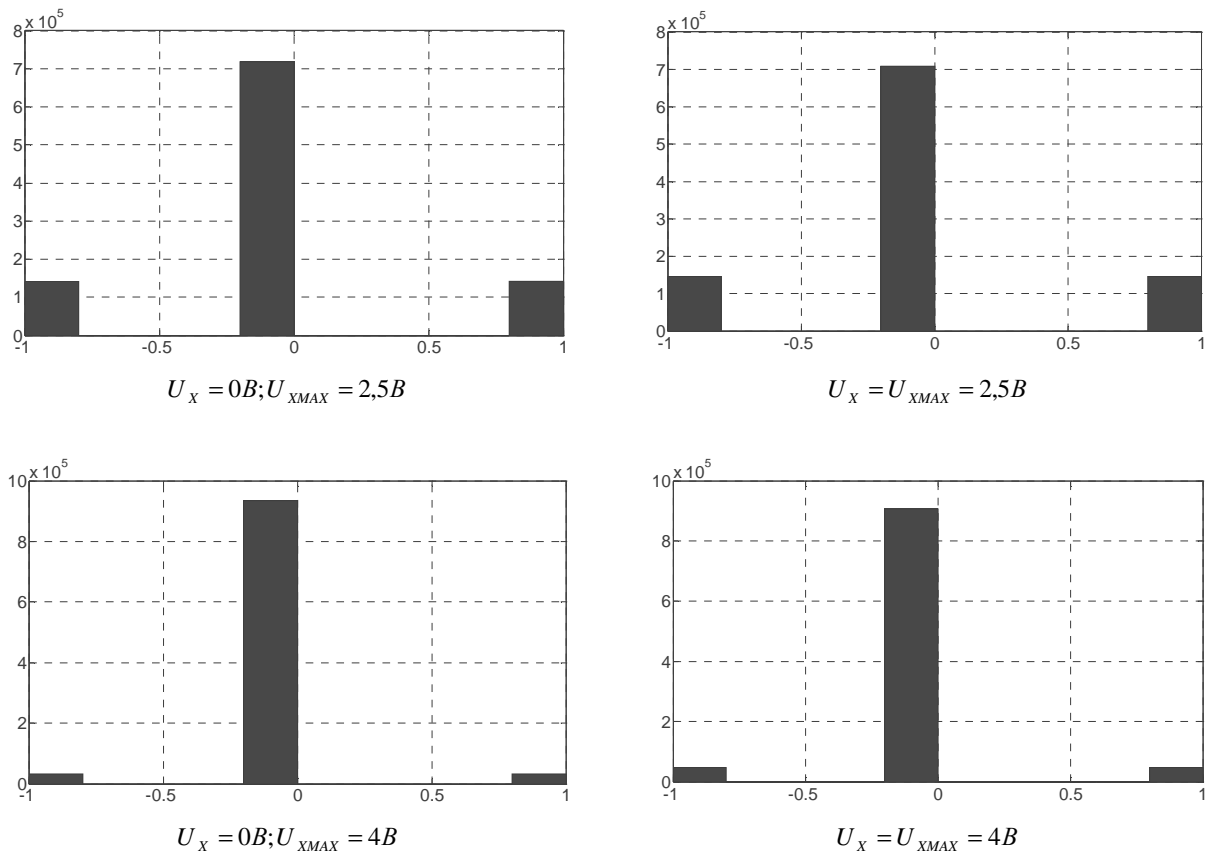 x 10^5
8
7
6
5
4
3
2
1
0
-1 -0.5 0 0.5 1
U_X = 0B; U_XMAX = 2,5B
x 10^5
8
7
6
5
4
3
2
1
0
-1 -0.5 0 0.5 1
U_X = U_XMAX = 2,5B
x 10^5
10
8
6
4
2
0
-1 -0.5 0 0.5 1
U_X = 0B; U_XMAX = 4B
x 10^5
10
8
6
4
2
0
-1 -0.5 0 0.5 1
U_X = U_XMAX = 4B